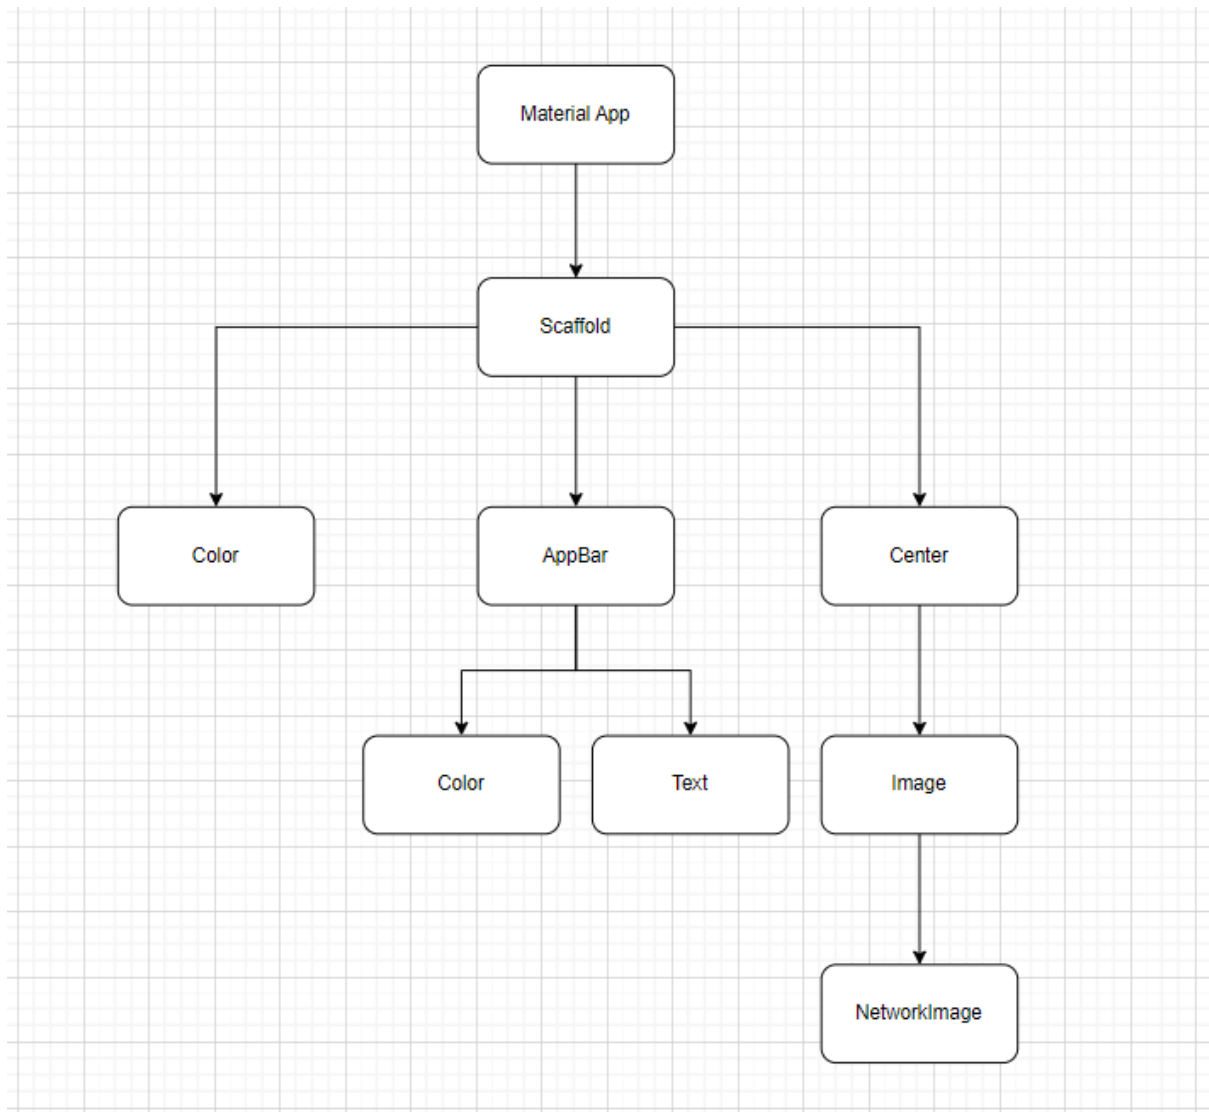 Material App
Scaffold
Color
AppBar
Center
Color
Text
Image
NetworkImage